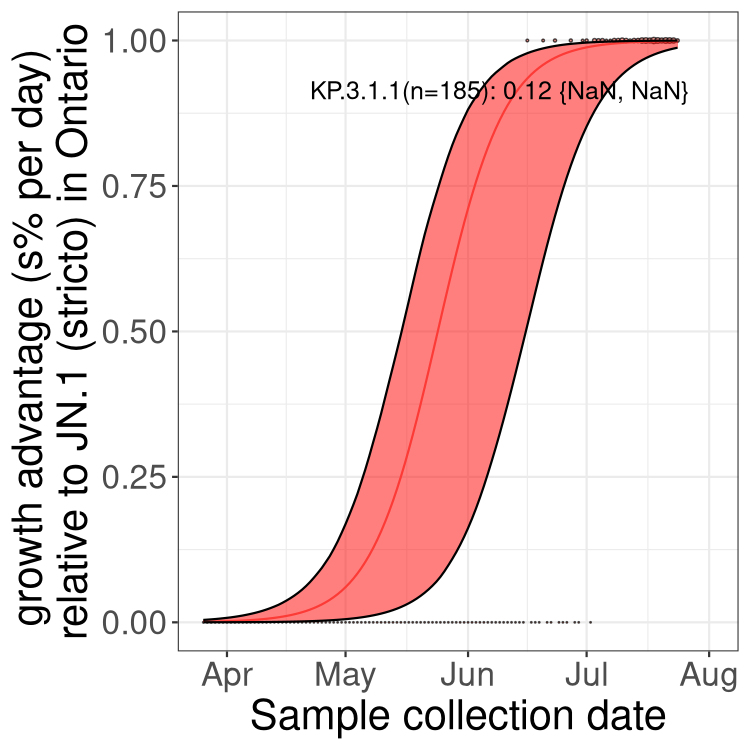 growth advantage (s% per day)
relative to JN.1 (stricto) in Ontario
1.00
0.75
0.50
0.25
0.00
KP.3.1.1(n=185): 0.12 {NaN, NaN}
Apr May Jun Jul Aug
Sample collection date